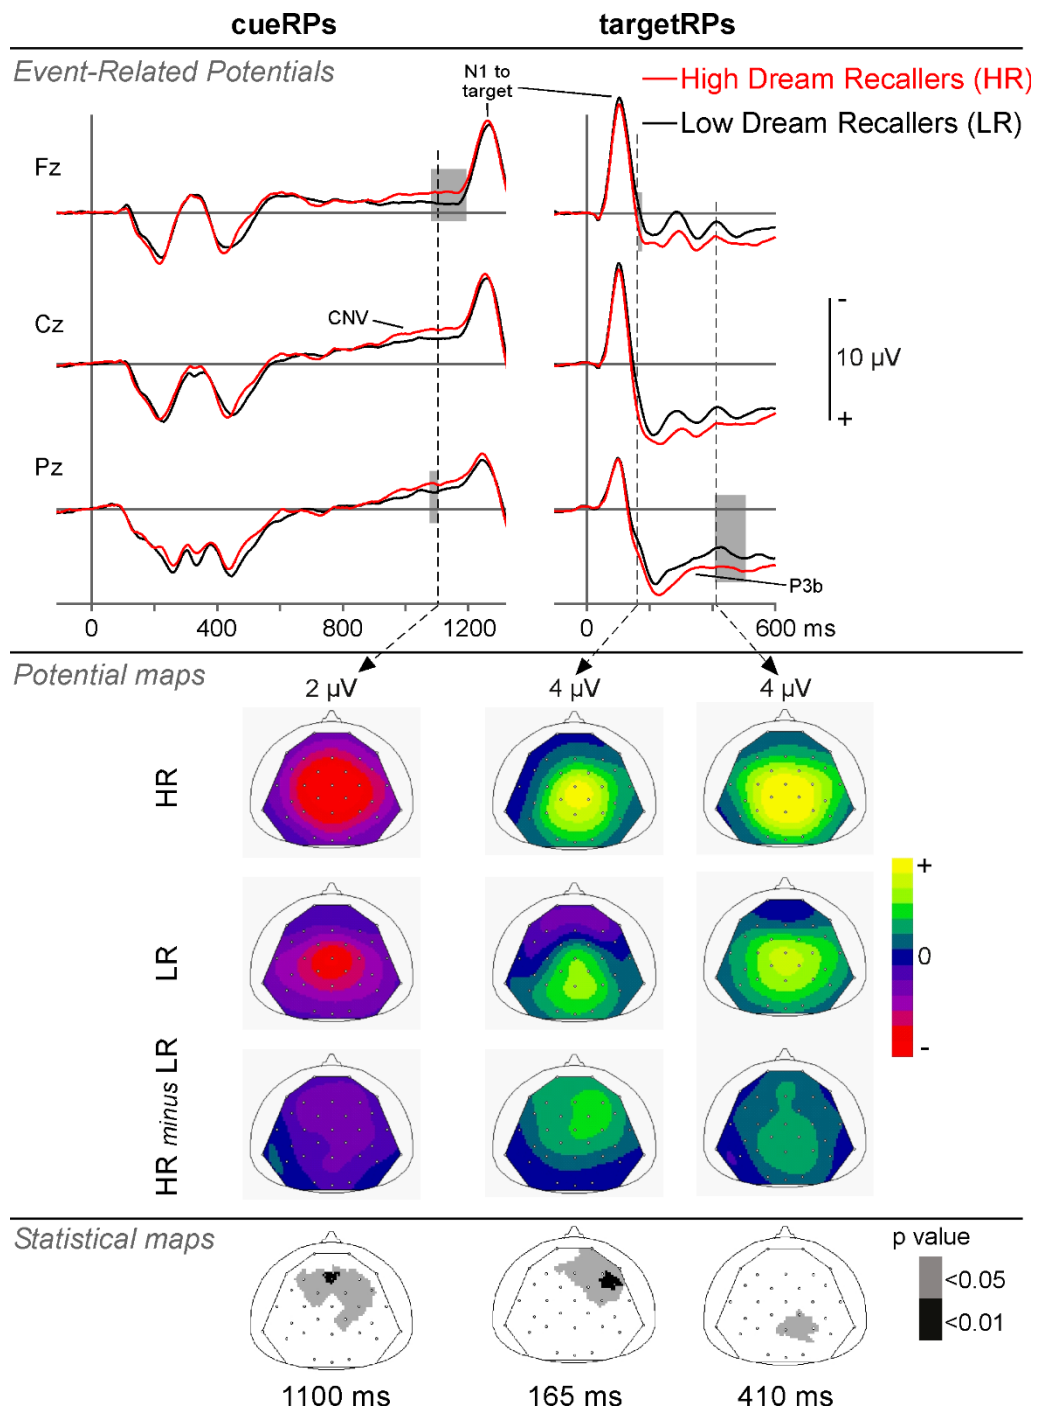 cueRPs targetRPs
Event-Related Potentials
N1 to
target
High Dream Recallers (HR)
Low Dream Recallers (LR)
Fz
Cz
CNV
-
10 µV
+
Pz
P3b
0 400 800 1200 0 600 ms
Potential maps
2 µV 4 µV 4 µV
HR
LR
+
0
-
HR minus LR
Statistical maps
p value
<0.05
<0.01
1100 ms 165 ms 410 ms